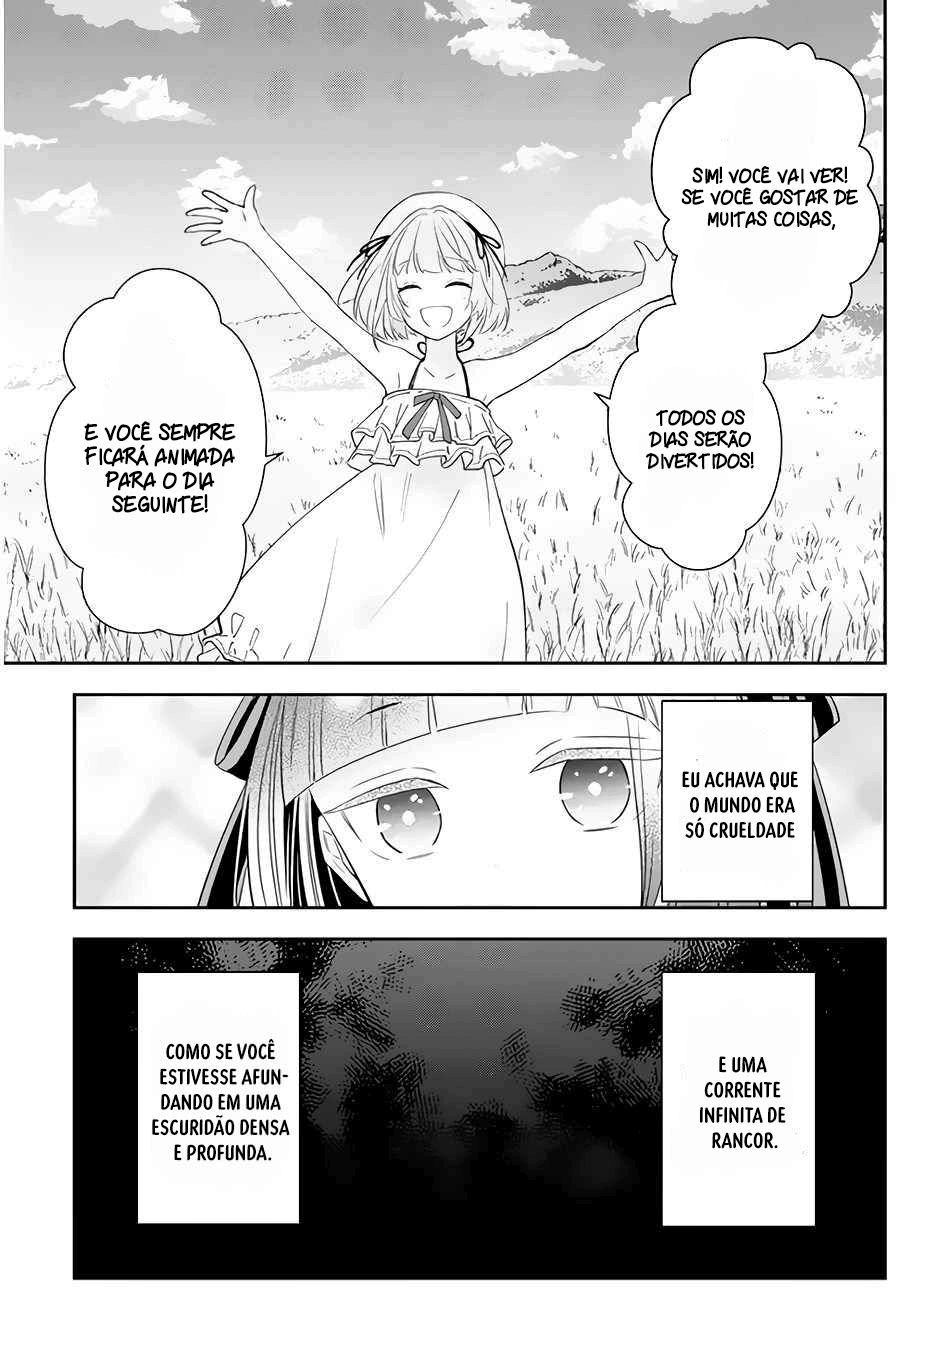 SIM! VOCÊ VAI VER!
SE VOCÊ GOSTAR DE
MUITAS COISAS,
TODOS OS
DIAS SERÃO
DIVERTIDOS!
E VOCÊ SEMPRE
FICARÁ ANIMADA
PARA O DIA
SEGUINTE!
EU ACHAVA QUE
O MUNDO ERA
SÓ CRUELDADE
E UMA
CORRENTE
INFINITA DE
RANCOR.
COMO SE VOCÊ
ESTIVESSE AFUN-
DANDO EM UMA
ESCURIDÃO DENSA
E PROFUNDA.